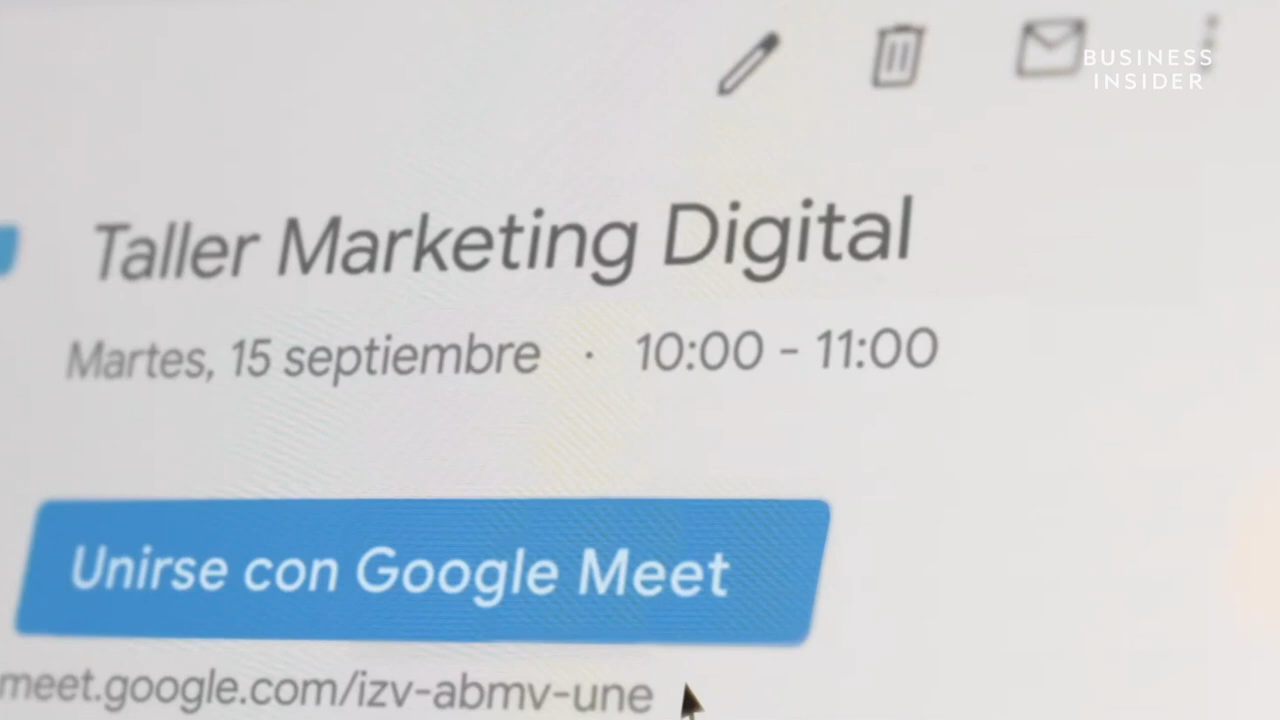 BUSINESS
INSIDER
Taller Marketing Digital
Martes, 15 septiembre · 10:00 – 11:00
Unirse con Google Meet
meet.google.com/izv-abmv-une